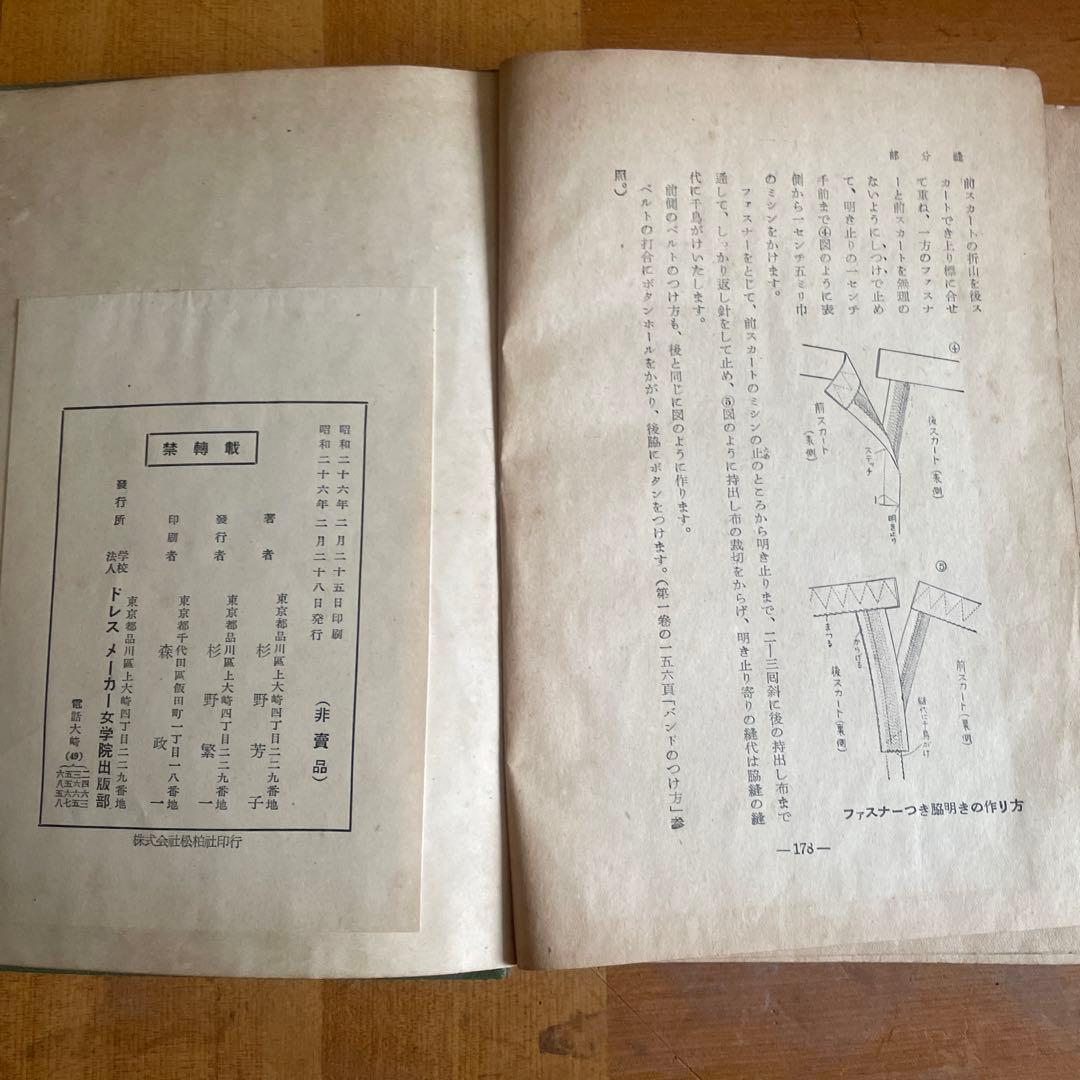 部分縫
前スカートの折山を後ス
カートでき上り標に合せ
て重ね、一方のファスナ
ーと前スカートを無理の
ないようにしつけで止め
て、明き止りの一センチ
手前まで④図のように表
側から一センチ五ミリ巾
のミシンをかけます。
ファスナーをとじて、前スカートのミシンの止のところから明き止りまで、二―三回斜に後の持出し布まで
通して、しっかり返し針をして止め、⑤図のように持出し布の裁切をからげ、明き止り寄りの縫代は脇縫の縫
代に千鳥がけいたします。
前側のベルトのつけ方も、後と同じに図のように作ります。
ベルトの打合にボタンホールをかがり、後脇にボタンをつけます。(第一巻の一五六頁「バンドのつけ方」参
照。)
④
後スカート(裏側)
前スカート(表側)
ステッチ
明き止り
⑤
前スカート(裏側)
後スカート(裏側)
まつる
からげる
縫代に千鳥がけ
ファスナーつき脇明きの作り方
—178—
昭和二十六年二月二十五日印刷
昭和二十六年二月二十八日発行
(非賣品)
禁轉載
著者
東京都品川區上大崎四丁目二二九番地
杉野芳子
發行者
東京都品川區上大崎四丁目二二九番地
杉野繁一
印刷者
東京都千代田區飯田町一丁目一八番地
森政一
發行所
東京都品川區上大崎四丁目二二九番地
学校法人
ドレスメーカー女学院出版部
電話大崎(49)
株式会社松柏社印行